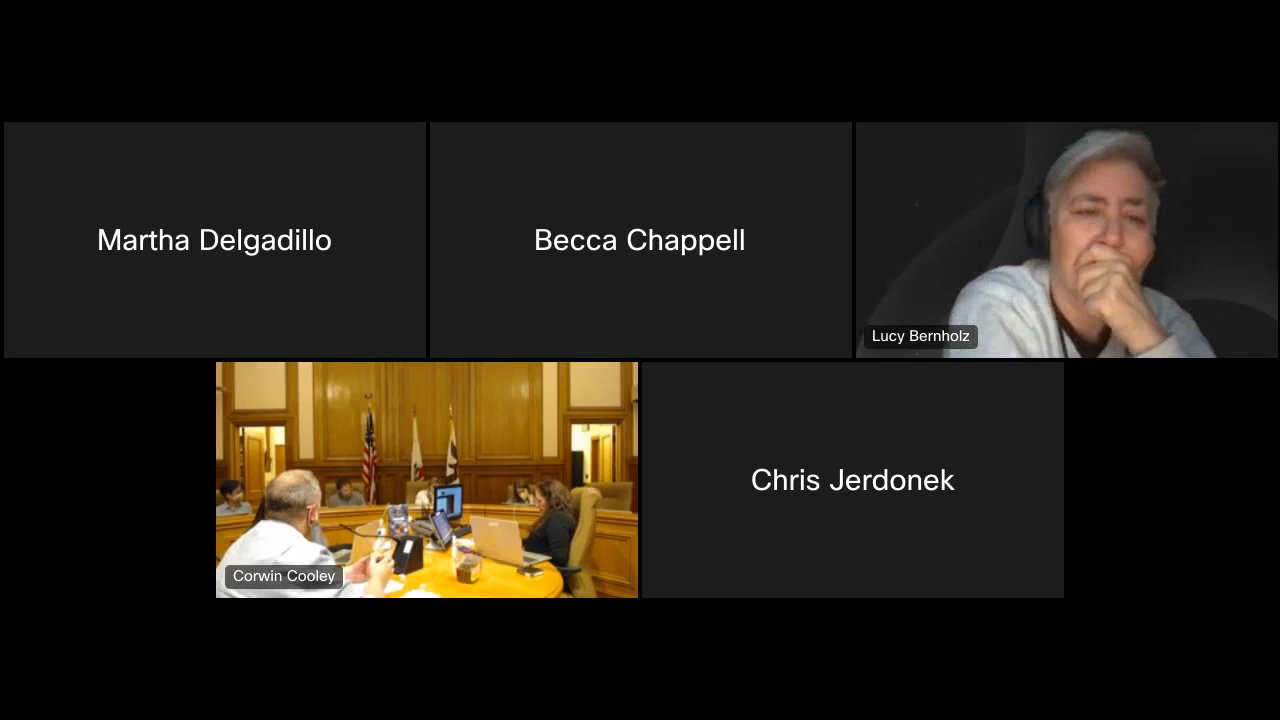 Martha Delgadillo
Becca Chappell
Lucy Bernholz
Corwin Cooley
Chris Jerdonek